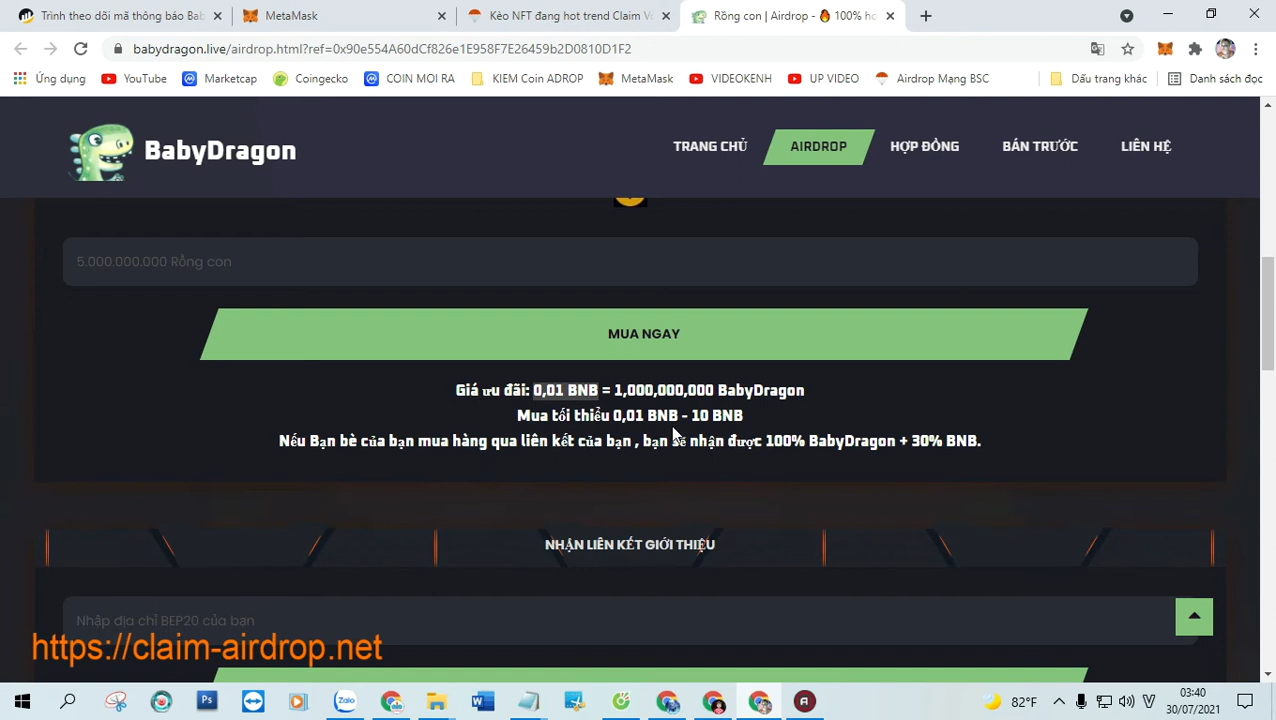 Trình theo dõi mã thông báo Bab
MetaMask
Kèo NFT đang hot trend Claim Vi
Rồng con | Airdrop - 🔥 100% ho
babydragon.live/airdrop.html?ref=0x90e554A60dCf826e1E958F7E26459b2D0810D1F2
Ứng dụng
YouTube
Marketcap
Coingecko
COIN MOI RA
KIEM Coin ADROP
MetaMask
VIDEOKENH
UP VIDEO
Airdrop Mạng BSC
Dấu trang khác
Danh sách đọc
BabyDragon
TRANG CHỦ
AIRDROP
HỢP ĐỒNG
BÁN TRƯỚC
LIÊN HỆ
5.000.000.000 Rồng con
MUA NGAY
Giá ưu đãi: 0,01 BNB = 1,000,000,000 BabyDragon
Mua tối thiểu 0,01 BNB - 10 BNB
Nếu Bạn bè của bạn mua hàng qua liên kết của bạn , bạn sẽ nhận được 100% BabyDragon + 30% BNB.
NHẬN LIÊN KẾT GIỚI THIỆU
Nhập địa chỉ BEP20 của bạn
https://claim-airdrop.net
Ps
Zalo
82°F
V
03:40
30/07/2021